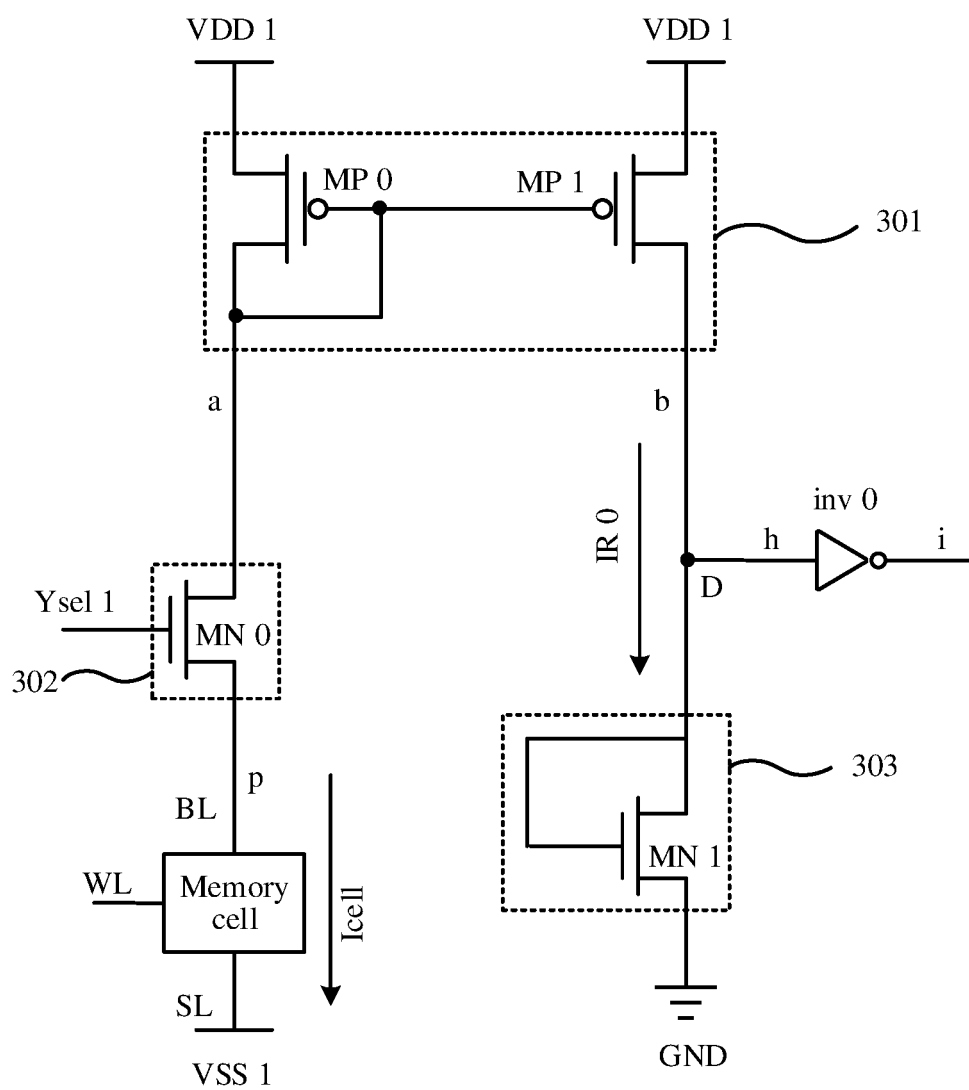 VDD 1
VDD 1
MP 0
MP 1
301
a
b
IR 0
inv 0
h
i
D
Ysel 1
MN 0
302
p
BL
303
WL
Memory
cell
Icell
MN 1
SL
VSS 1
GND